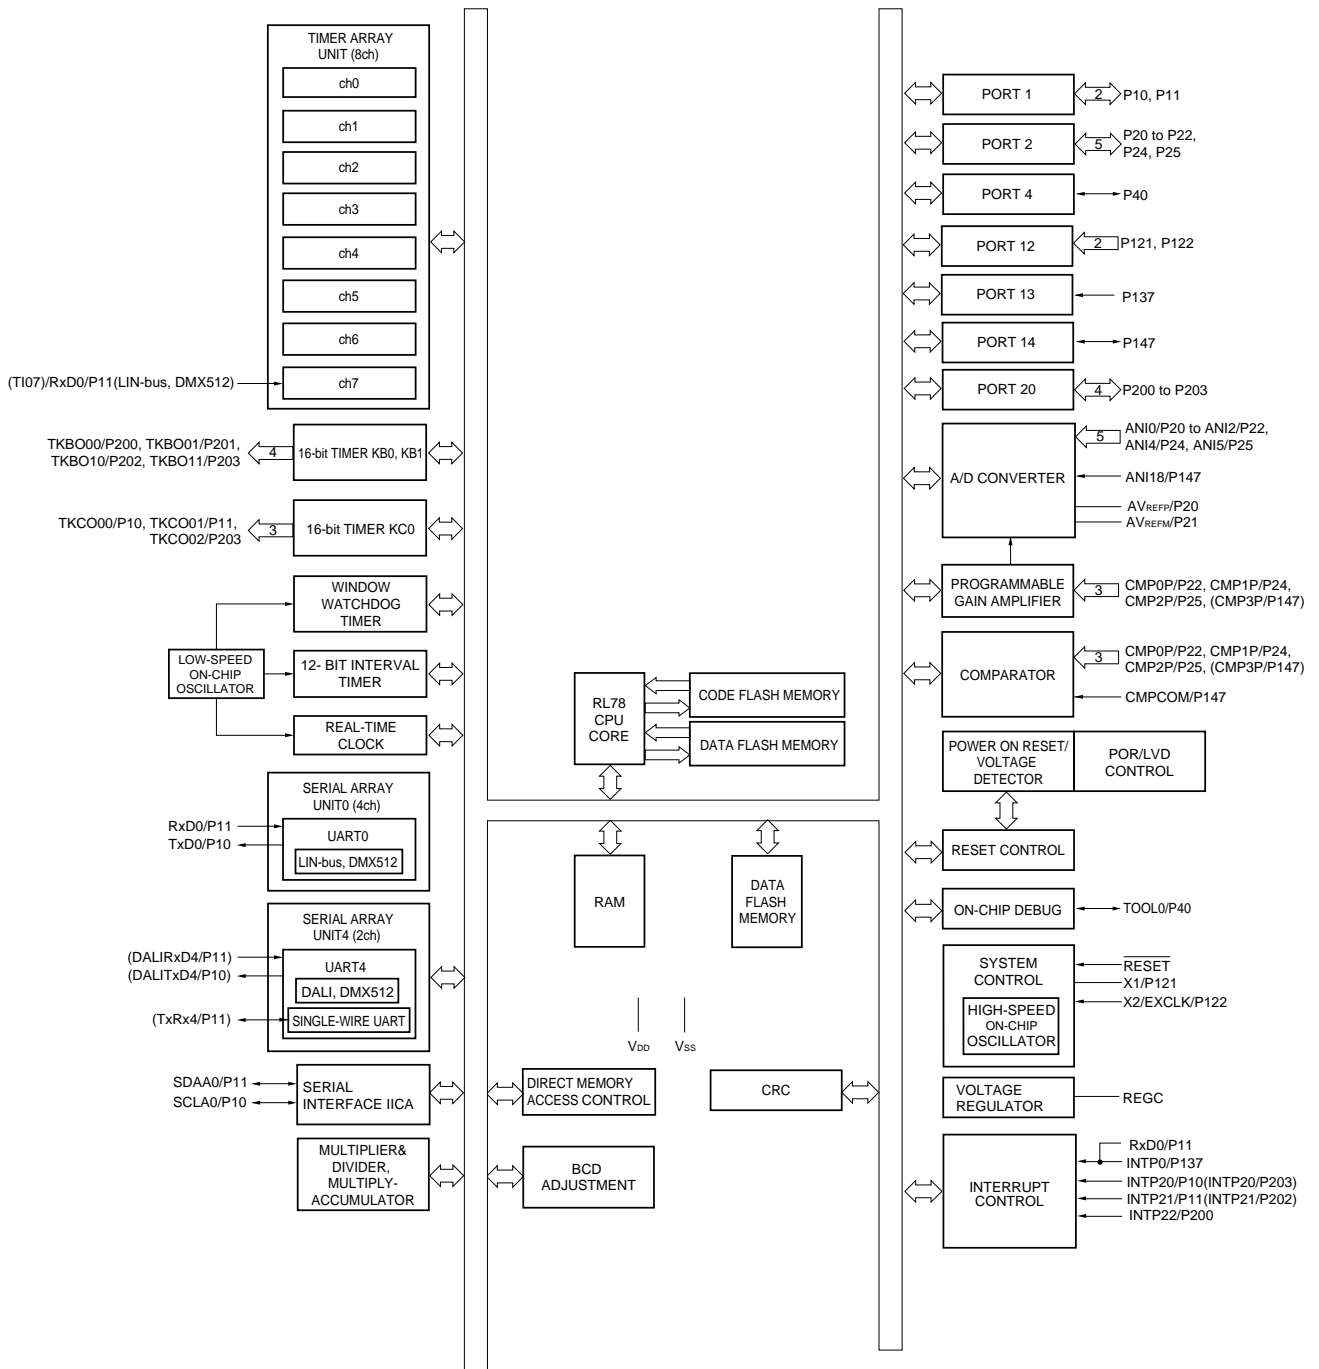 TIMER ARRAY
UNIT (8ch)
ch0
ch1
ch2
ch3
ch4
ch5
ch6
ch7
(TI07)/RxD0/P11(LIN-bus, DMX512)
TKBO00/P200, TKBO01/P201,
TKBO10/P202, TKBO11/P203
4
16-bit TIMER KB0, KB1
TKCO00/P10, TKCO01/P11,
TKCO02/P203
3
16-bit TIMER KC0
WINDOW
WATCHDOG
TIMER
LOW-SPEED
ON-CHIP
OSCILLATOR
12- BIT INTERVAL
TIMER
REAL-TIME
CLOCK
SERIAL ARRAY
UNIT0 (4ch)
RxD0/P11
TxD0/P10
UART0
LIN-bus, DMX512
SERIAL ARRAY
UNIT4 (2ch)
(DALIRxD4/P11)
(DALITxD4/P10)
UART4
DALI, DMX512
(TxRx4/P11)
SINGLE-WIRE UART
SDAA0/P11
SCLA0/P10
SERIAL
INTERFACE IICA
MULTIPLIER&
DIVIDER,
MULTIPLY-
ACCUMULATOR
RL78
CPU
CORE
CODE FLASH MEMORY
DATA FLASH MEMORY
RAM
DATA
FLASH
MEMORY
VDD
VSS
DIRECT MEMORY
ACCESS CONTROL
CRC
BCD
ADJUSTMENT
PORT 1
2
P10, P11
PORT 2
5
P20 to P22,
P24, P25
PORT 4
P40
PORT 12
2
P121, P122
PORT 13
P137
PORT 14
P147
PORT 20
4
P200 to P203
A/D CONVERTER
5
ANI0/P20 to ANI2/P22,
ANI4/P24, ANI5/P25
ANI18/P147
AVREFP/P20
AVREFM/P21
PROGRAMMABLE
GAIN AMPLIFIER
3
CMP0P/P22, CMP1P/P24,
CMP2P/P25, (CMP3P/P147)
COMPARATOR
3
CMP0P/P22, CMP1P/P24,
CMP2P/P25, (CMP3P/P147)
CMPCOM/P147
POWER ON RESET/
VOLTAGE
DETECTOR
POR/LVD
CONTROL
RESET CONTROL
ON-CHIP DEBUG
TOOL0/P40
SYSTEM
CONTROL
HIGH-SPEED
ON-CHIP
OSCILLATOR
RESET
X1/P121
X2/EXCLK/P122
VOLTAGE
REGULATOR
REGC
INTERRUPT
CONTROL
RxD0/P11
INTP0/P137
INTP20/P10(INTP20/P203)
INTP21/P11(INTP21/P202)
INTP22/P200